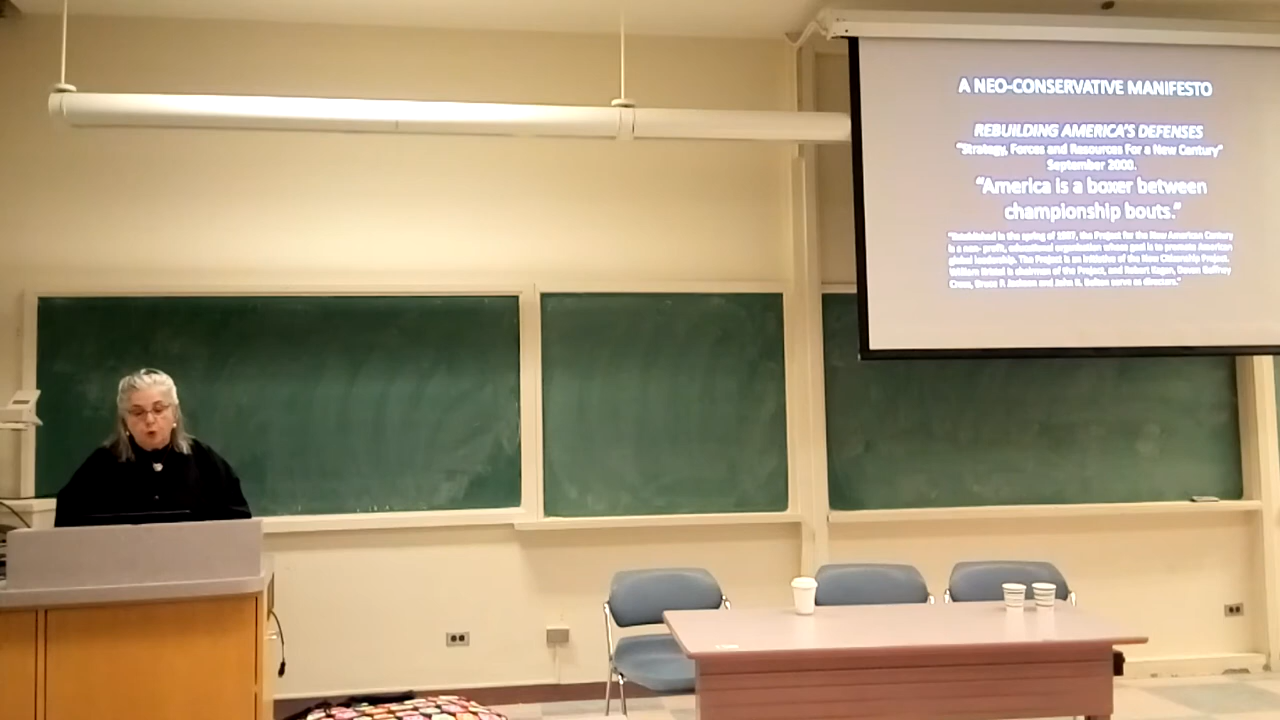 A NEO-CONSERVATIVE MANIFESTO
REBUILDING AMERICA'S DEFENSES
"Strategy, Forces and Resources For a New Century"
September 2000.
"America is a boxer between
championship bouts."
"Established in the spring of 1997, the Project for the New American Century
is a non- profit, educational organization whose goal is to promote American
global leadership. The Project is an initiative of the New Citizenship Project.
William Kristol is chairman of the Project, and Robert Kagan, Devon Gaffney
Cross, Bruce P. Jackson and John R. Bolton serve as directors."